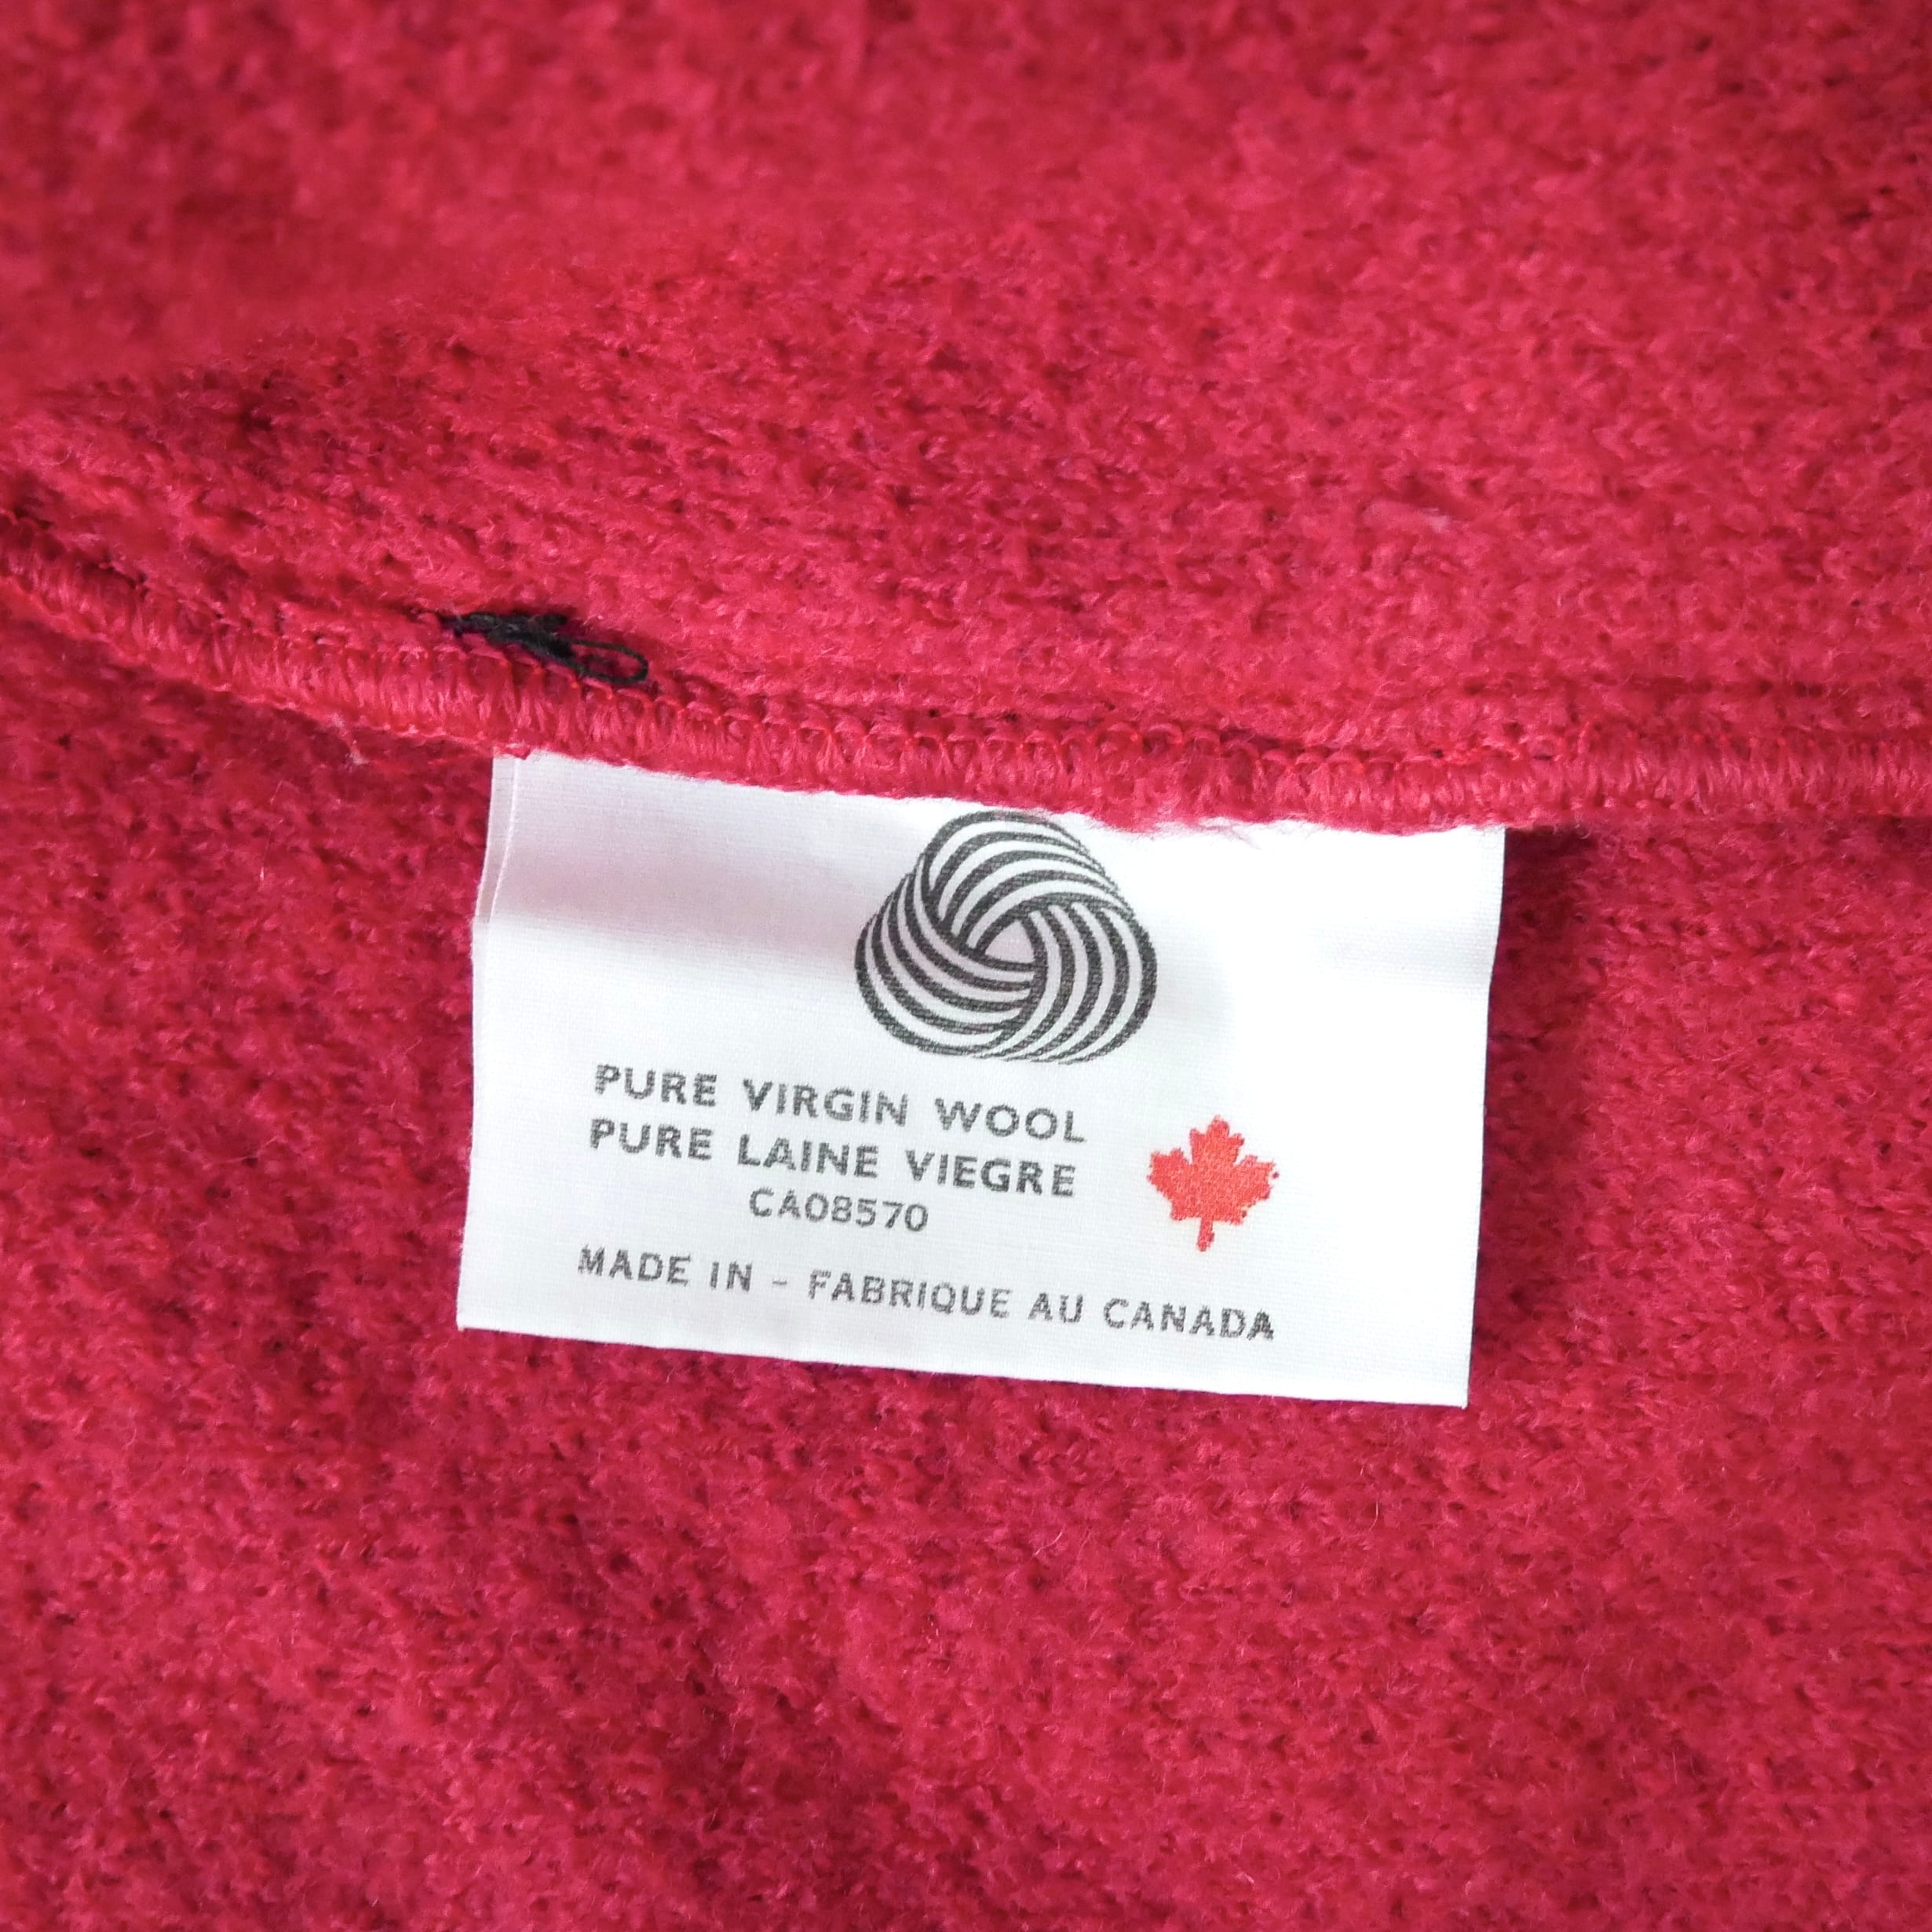 PURE VIRGIN WOOL
PURE LAINE VIEGRE
CA08570
MADE IN - FABRIQUE AU CANADA